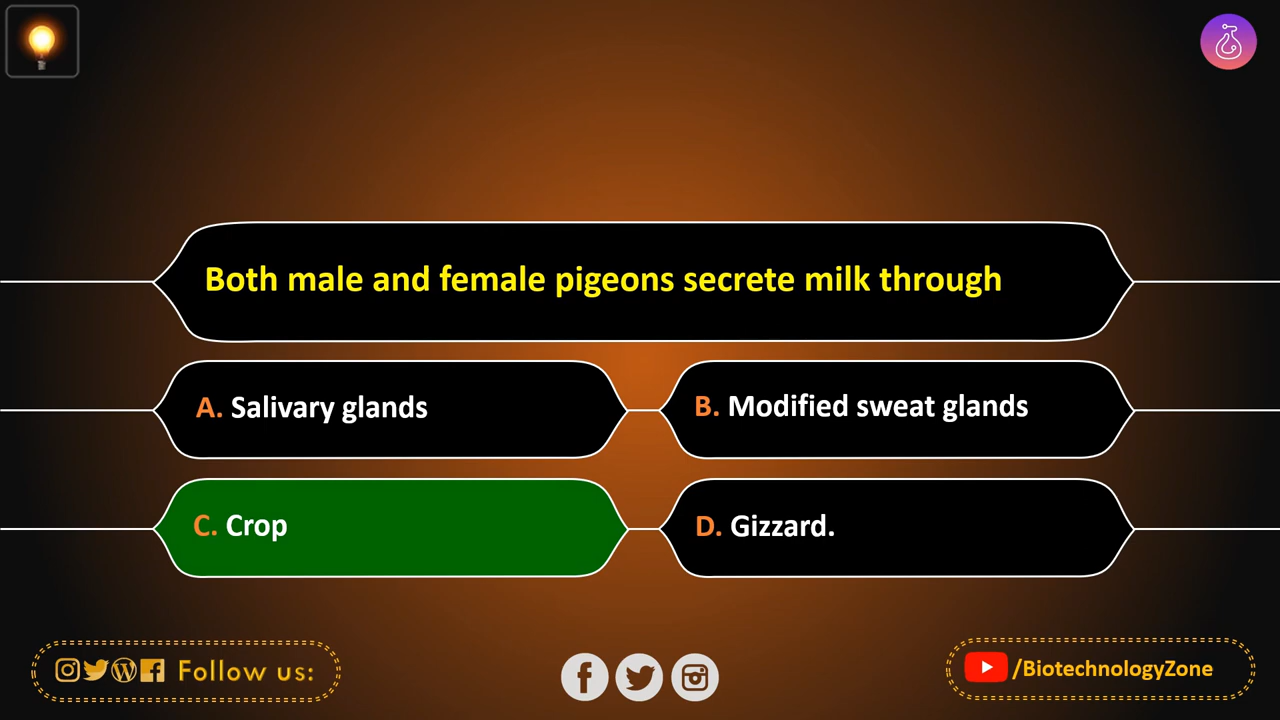 Both male and female pigeons secrete milk through
A. Salivary glands
B. Modified sweat glands
C. Crop
D. Gizzard.
Follow us:
/BiotechnologyZone